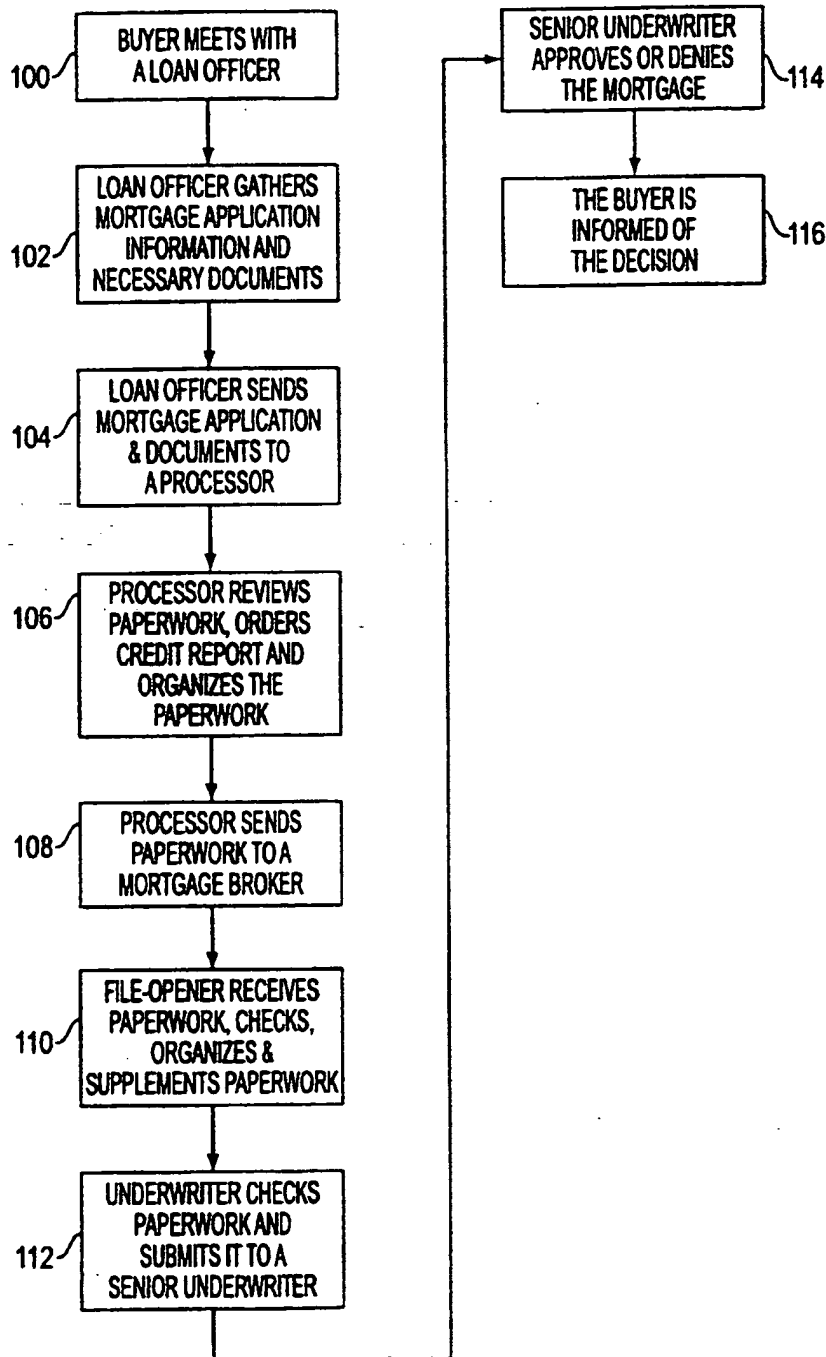 BUYER MEETS WITH
A LOAN OFFICER
100
LOAN OFFICER GATHERS
MORTGAGE APPLICATION
INFORMATION AND
NECESSARY DOCUMENTS
102
LOAN OFFICER SENDS
MORTGAGE APPLICATION
& DOCUMENTS TO
A PROCESSOR
104
PROCESSOR REVIEWS
PAPERWORK, ORDERS
CREDIT REPORT AND
ORGANIZES THE
PAPERWORK
106
PROCESSOR SENDS
PAPERWORK TO A
MORTGAGE BROKER
108
FILE-OPENER RECEIVES
PAPERWORK, CHECKS,
ORGANIZES &
SUPPLEMENTS PAPERWORK
110
UNDERWRITER CHECKS
PAPERWORK AND
SUBMITS IT TO A
SENIOR UNDERWRITER
112
SENIOR UNDERWRITER
APPROVES OR DENIES
THE MORTGAGE
114
THE BUYER IS
INFORMED OF
THE DECISION
116